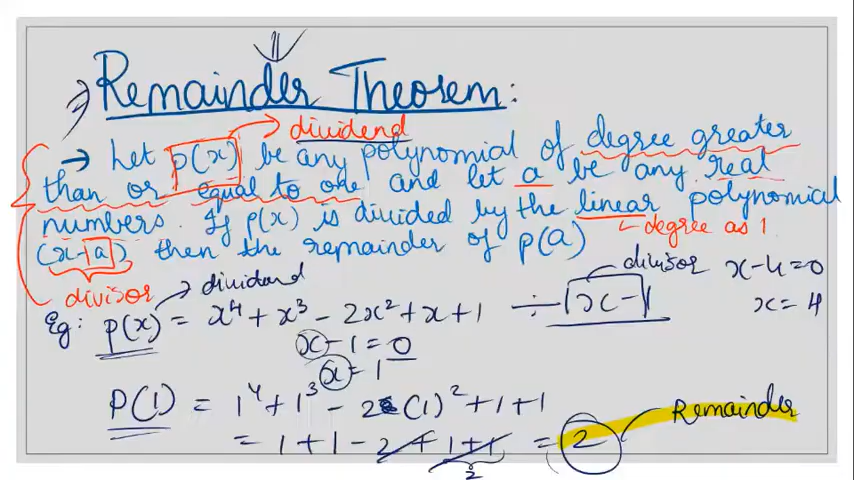 Remainder Theorem:
dividend
→ Let p(x) be any polynomial of degree greater
than or equal to one and let a be any real
numbers. If p(x) is divided by the linear polynomial
degree as 1
(x-a), then the remainder of p(a)
divisor
dividend
divisor x-4=0
x=4
Eg: p(x) = x⁴ + x³ - 2x² + x + 1 ÷ x-1
x-1=0
x=1
P(1) = 1⁴ + 1³ - 2(1)² + 1 + 1
= 1 + 1 - 2 + 1 + 1 = 2
2
Remainder